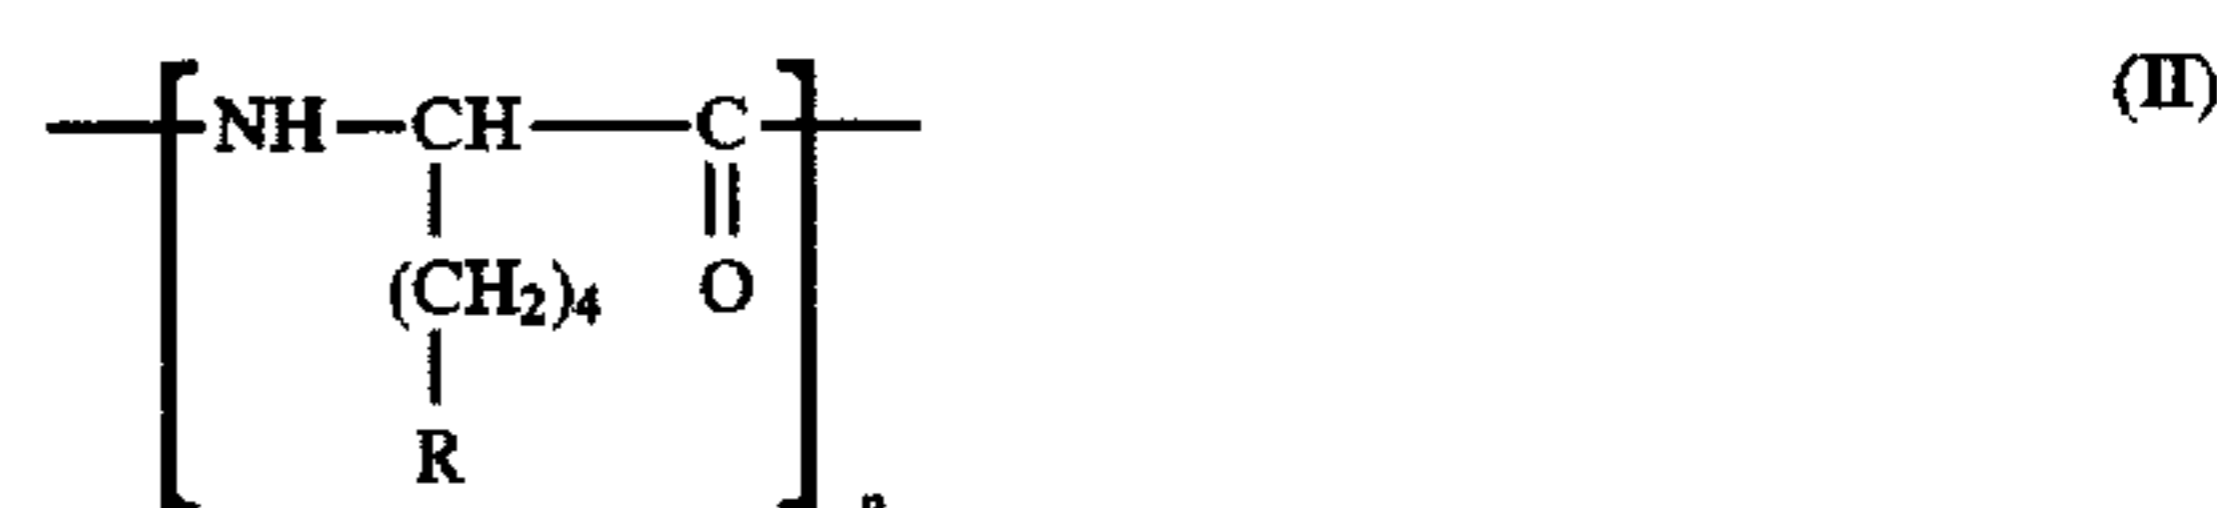 NH CH C (II)
(CH₂)₄ O
R
n